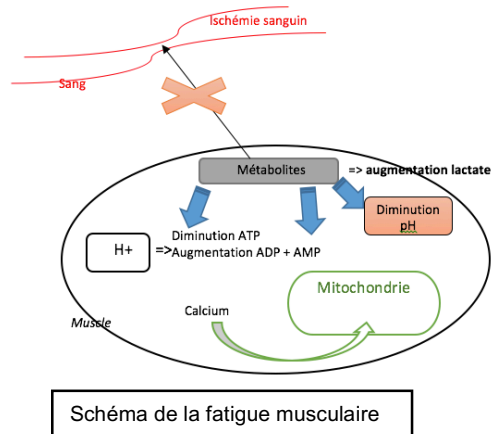 Ischémie sanguin
Sang
Métabolites
=> augmentation lactate
Diminution
pH
H+
Diminution ATP
=>Augmentation ADP + AMP
Mitochondrie
Calcium
Muscle
Schéma de la fatigue musculaire